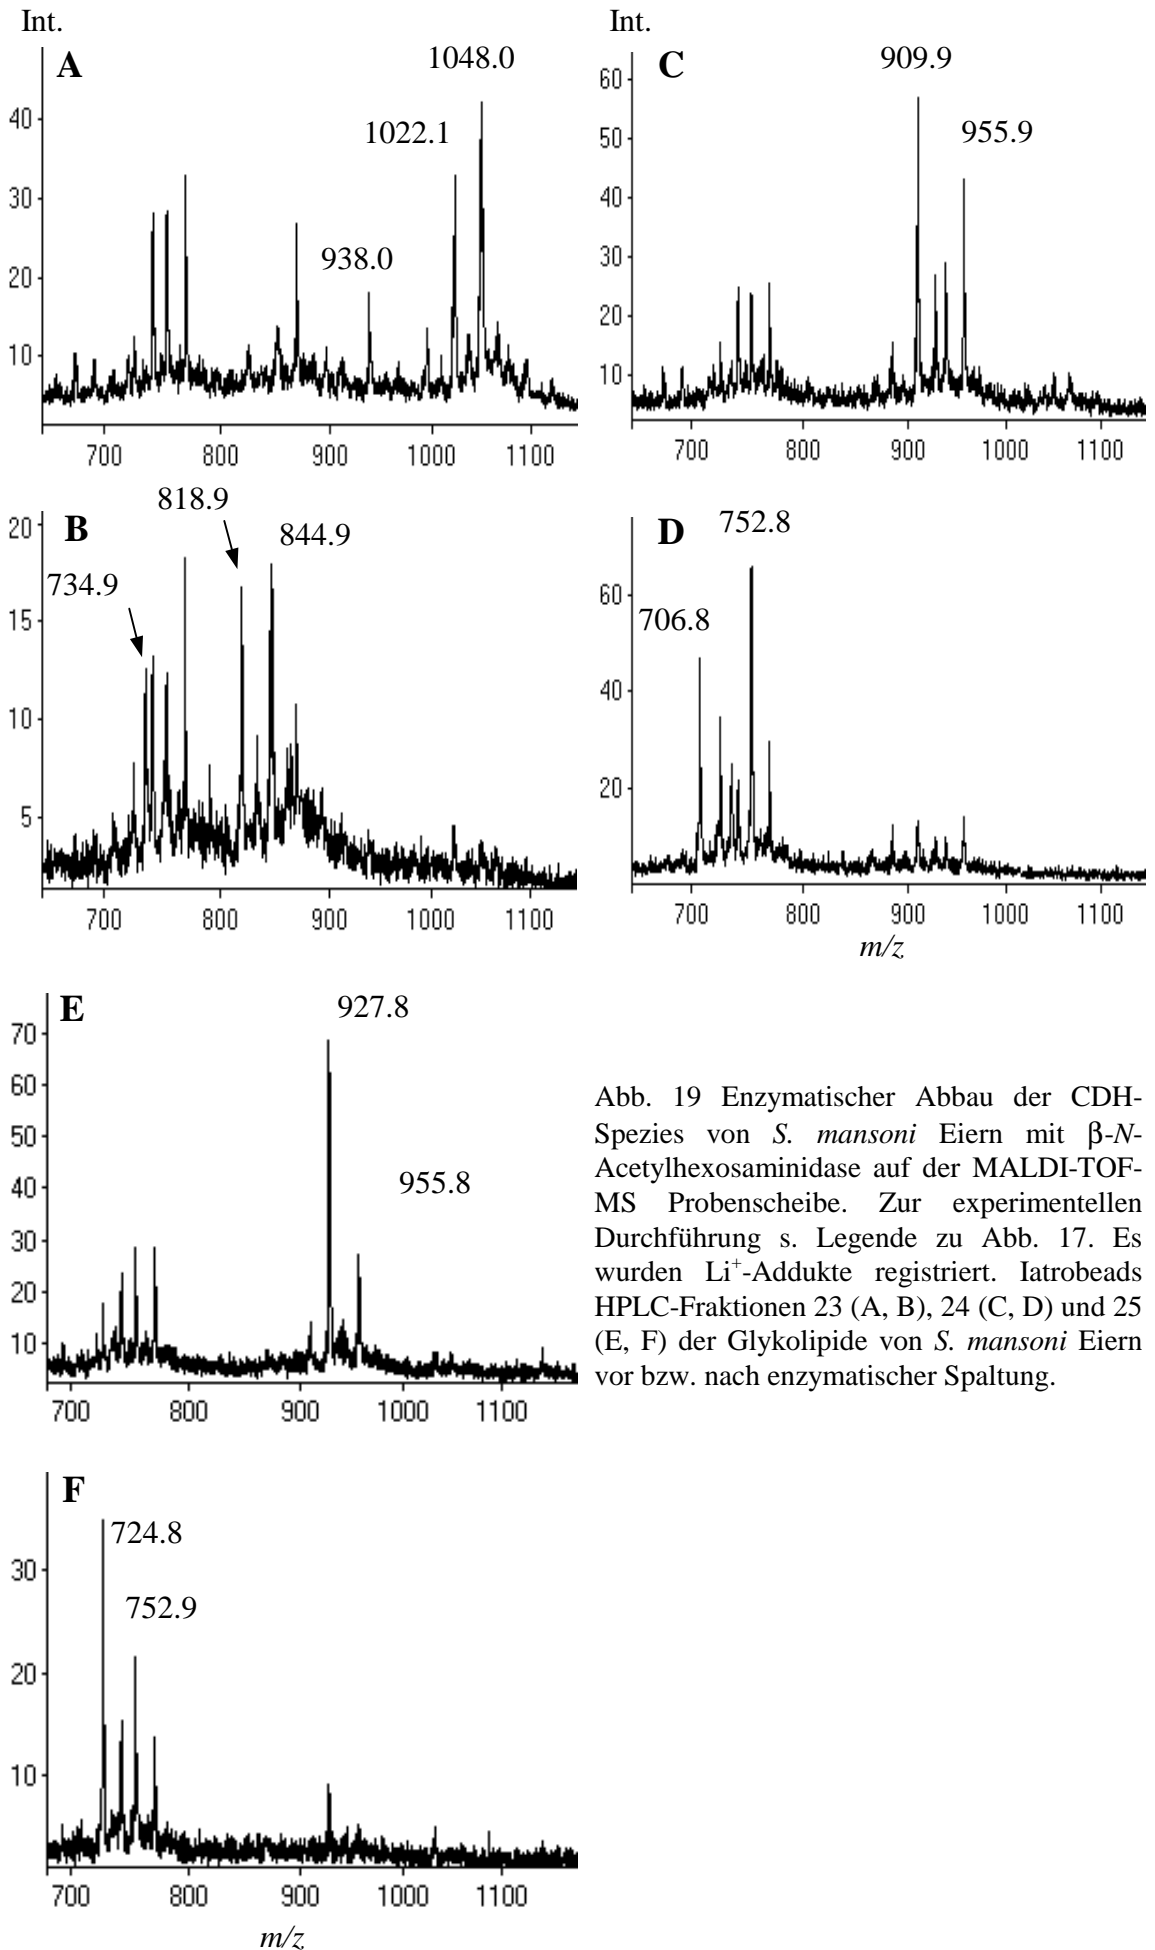 Int.
A
1048.0
1022.1
938.0
40
30
20
10
700 800 900 1000 1100
Int.
C
909.9
955.9
60
50
40
30
20
10
700 800 900 1000 1100
B
818.9
844.9
734.9
20
15
10
5
700 800 900 1000 1100
D
752.8
706.8
60
40
20
700 800 900 1000 1100
m/z
E
927.8
955.8
70
60
50
40
30
20
10
700 800 900 1000 1100
F
724.8
752.9
30
20
10
700 800 900 1000 1100
m/z
Abb. 19 Enzymatischer Abbau der CDH-
Spezies von S. mansoni Eiern mit β-N-
Acetylhexosaminidase auf der MALDI-TOF-
MS Probenscheibe. Zur experimentellen
Durchführung s. Legende zu Abb. 17. Es
wurden Li⁺-Addukte registriert. Iatrobeads
HPLC-Fraktionen 23 (A, B), 24 (C, D) und 25
(E, F) der Glykolipide von S. mansoni Eiern
vor bzw. nach enzymatischer Spaltung.